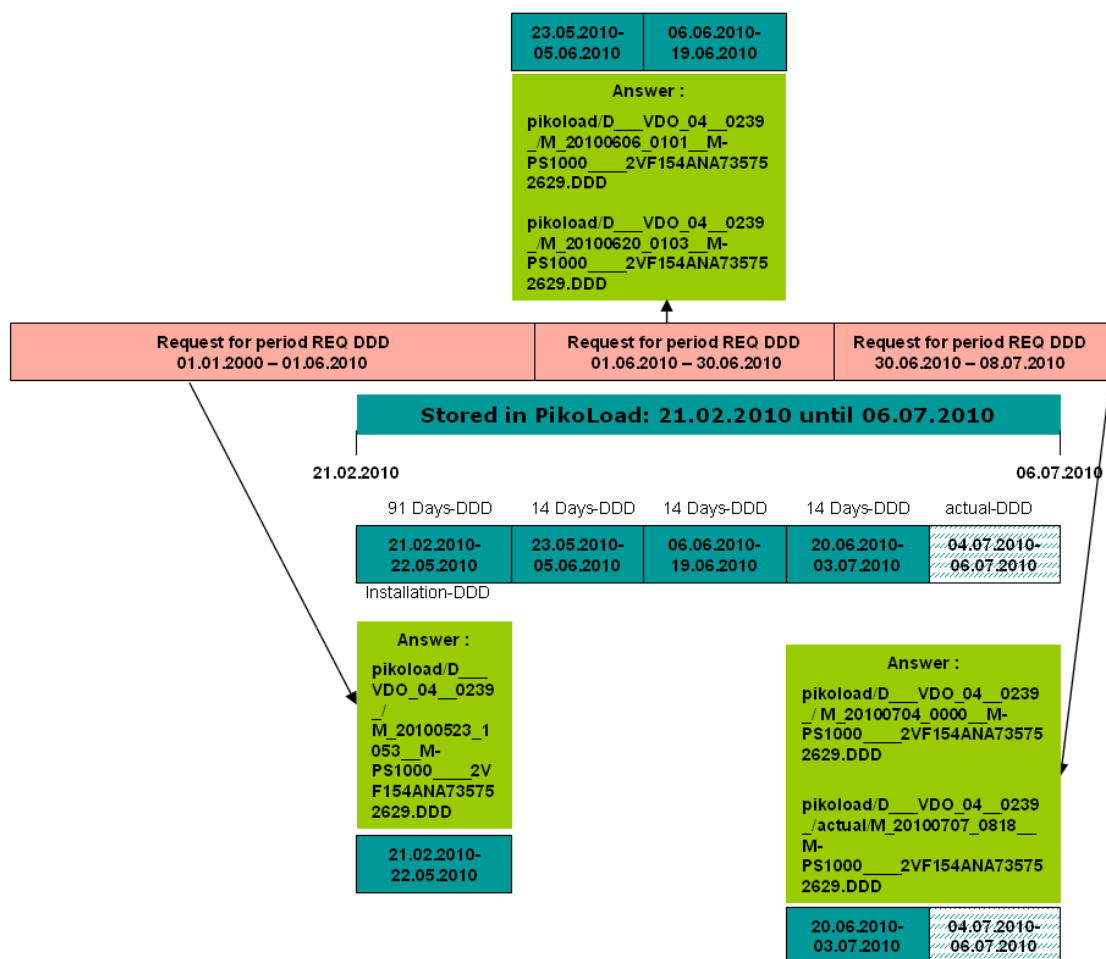 23.05.2010-
05.06.2010
06.06.2010-
19.06.2010
Answer :
pikoload/D___VDO_04__0239
_/M_20100606_0101__M-
PS1000____2VF154ANA73575
2629.DDD
pikoload/D___VDO_04__0239
_/M_20100620_0103__M-
PS1000____2VF154ANA73575
2629.DDD
Request for period REQ DDD
01.01.2000 – 01.06.2010
Request for period REQ DDD
01.06.2010 – 30.06.2010
Request for period REQ DDD
30.06.2010 – 08.07.2010
Stored in PikoLoad: 21.02.2010 until 06.07.2010
21.02.2010
06.07.2010
91 Days-DDD
14 Days-DDD
14 Days-DDD
14 Days-DDD
actual-DDD
21.02.2010-
22.05.2010
23.05.2010-
05.06.2010
06.06.2010-
19.06.2010
20.06.2010-
03.07.2010
04.07.2010-
06.07.2010
Installation-DDD
Answer :
pikoload/D___
VDO_04__0239
_/
M_20100523_1
053__M-
PS1000____2V
F154ANA73575
2629.DDD
21.02.2010-
22.05.2010
Answer :
pikoload/D___VDO_04__0239
_/ M_20100704_0000__M-
PS1000____2VF154ANA73575
2629.DDD
pikoload/D___VDO_04__0239
_/actual/M_20100707_0818__
M-
PS1000____2VF154ANA73575
2629.DDD
20.06.2010-
03.07.2010
04.07.2010-
06.07.2010